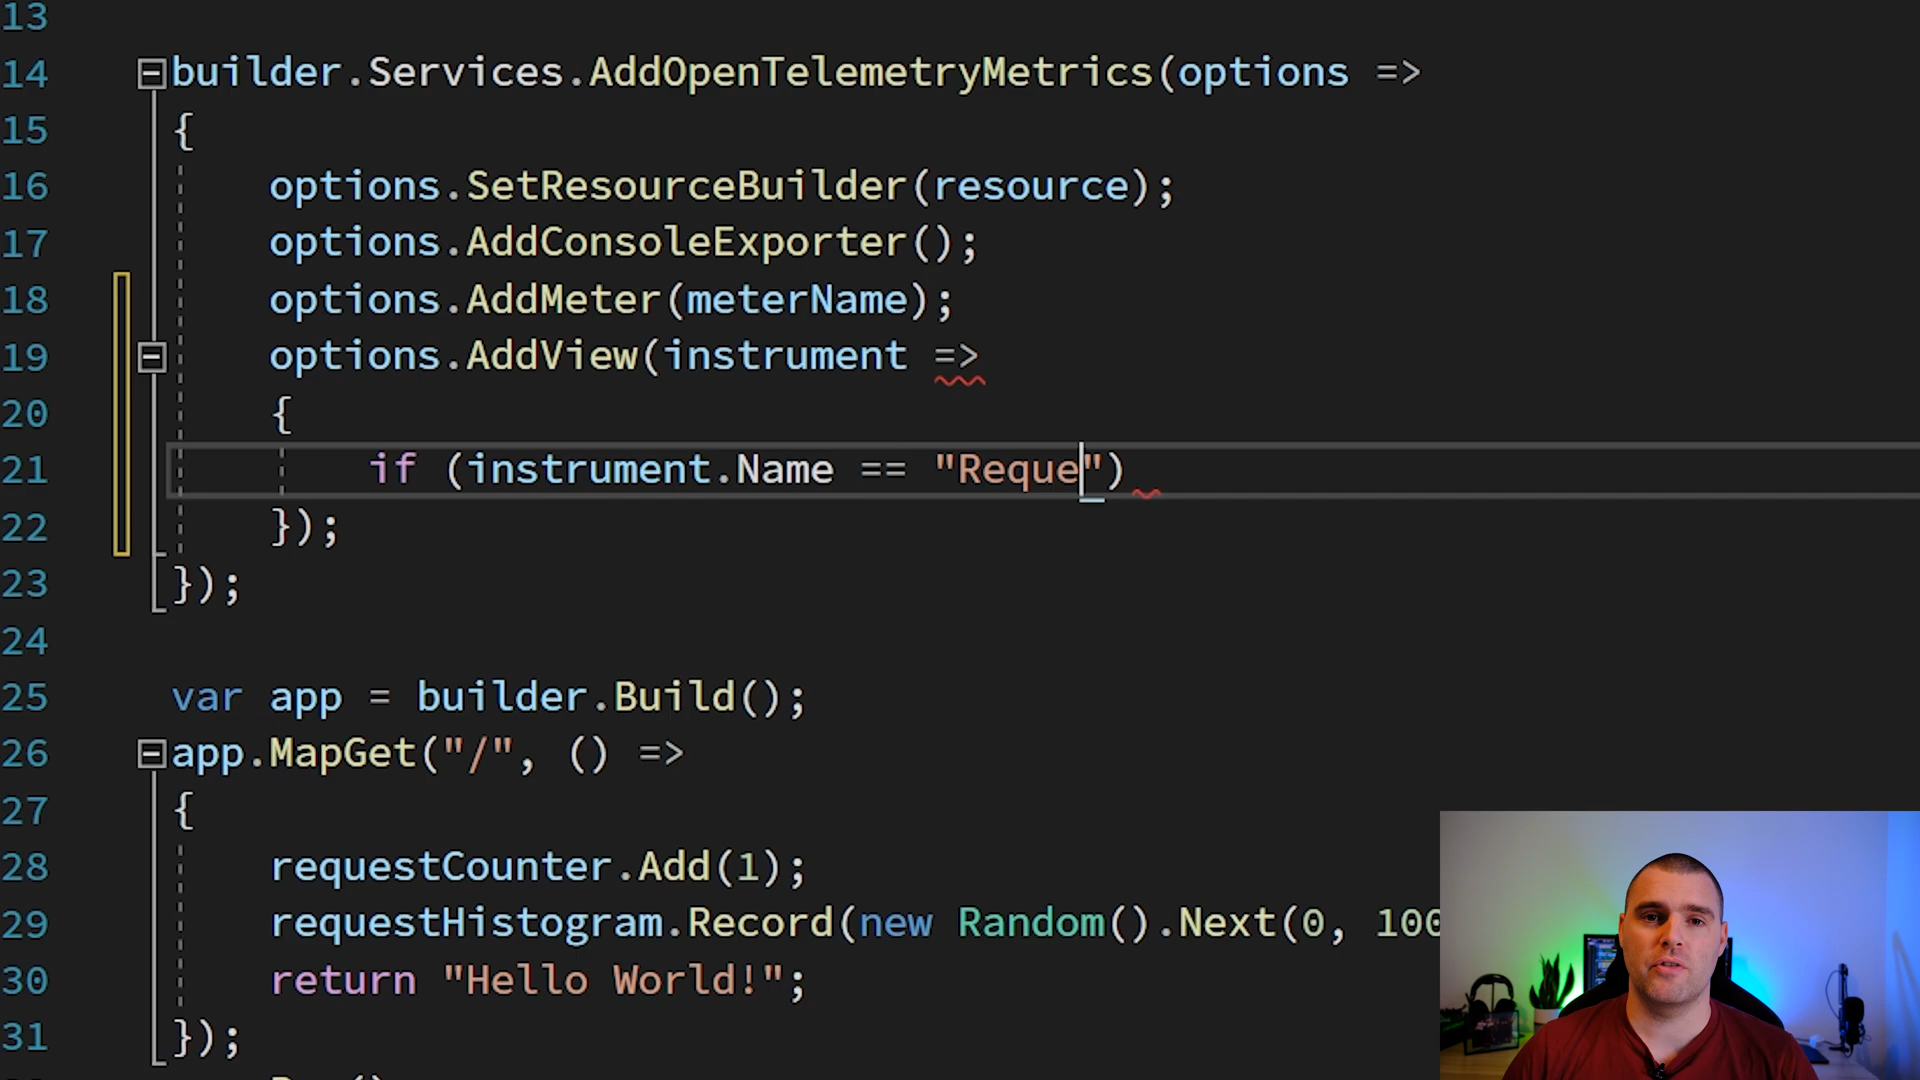 13
14 builder.Services.AddOpenTelemetryMetrics(options =>
15 {
16 options.SetResourceBuilder(resource);
17 options.AddConsoleExporter();
18 options.AddMeter(meterName);
19 options.AddView(instrument =>
20 {
21 if (instrument.Name == "Reque")
22 });
23 });
24
25 var app = builder.Build();
26 app.MapGet("/", () =>
27 {
28 requestCounter.Add(1);
29 requestHistogram.Record(new Random().Next(0, 100
30 return "Hello World!";
31 });